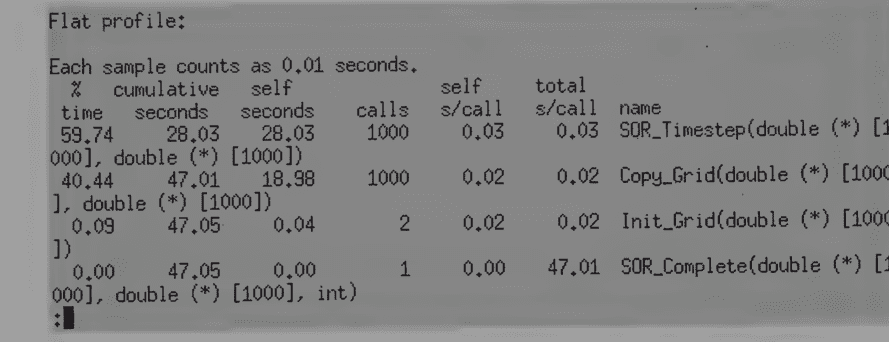 Flat profile:
Each sample counts as 0.01 seconds.
% cumulative self self total
time seconds seconds calls s/call s/call name
59.74 28.03 28.03 1000 0.03 0.03 SOR_Timestep(double (*) [1
000], double (*) [1000])
40.44 47.01 18.98 1000 0.02 0.02 Copy_Grid(double (*) [1000
], double (*) [1000])
0.09 47.05 0.04 2 0.02 0.02 Init_Grid(double (*) [1000
])
0.00 47.05 0.00 1 0.00 47.01 SOR_Complete(double (*) [1
000], double (*) [1000], int)
: